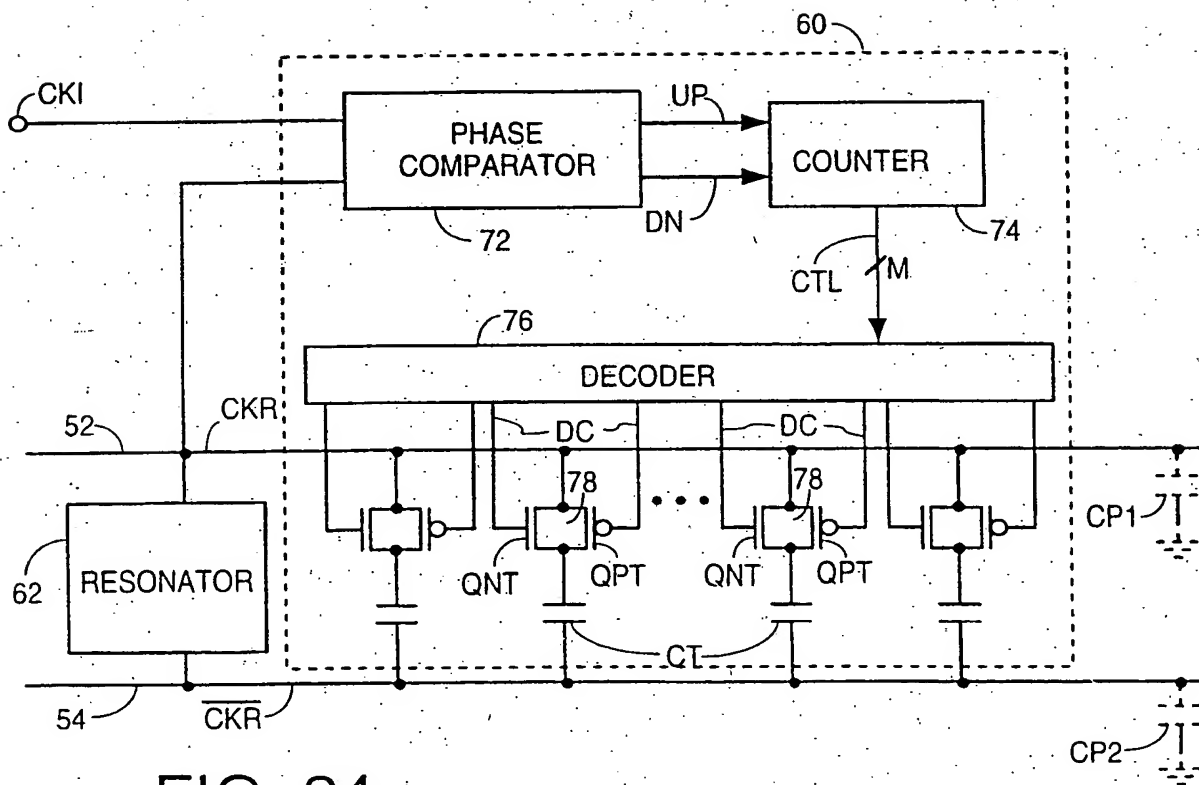 60
CKI
PHASE
COMPARATOR
UP
DN
COUNTER
72
74
CTL
M
76
DECODER
52
CKR
DC
DC
78
78
CP1
62
RESONATOR
QNT
QPT
QNT
QPT
CT
54
CKR
CP2